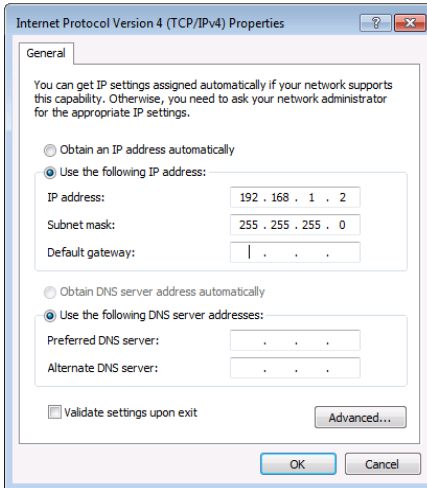 Internet Protocol Version 4 (TCP/IPv4) Properties
General
You can get IP settings assigned automatically if your network supports
this capability. Otherwise, you need to ask your network administrator
for the appropriate IP settings.
Obtain an IP address automatically
Use the following IP address:
IP address: 192 . 168 . 1 . 2
Subnet mask: 255 . 255 . 255 . 0
Default gateway: . . .
Obtain DNS server address automatically
Use the following DNS server addresses:
Preferred DNS server: . . .
Alternate DNS server: . . .
Validate settings upon exit Advanced...
OK Cancel